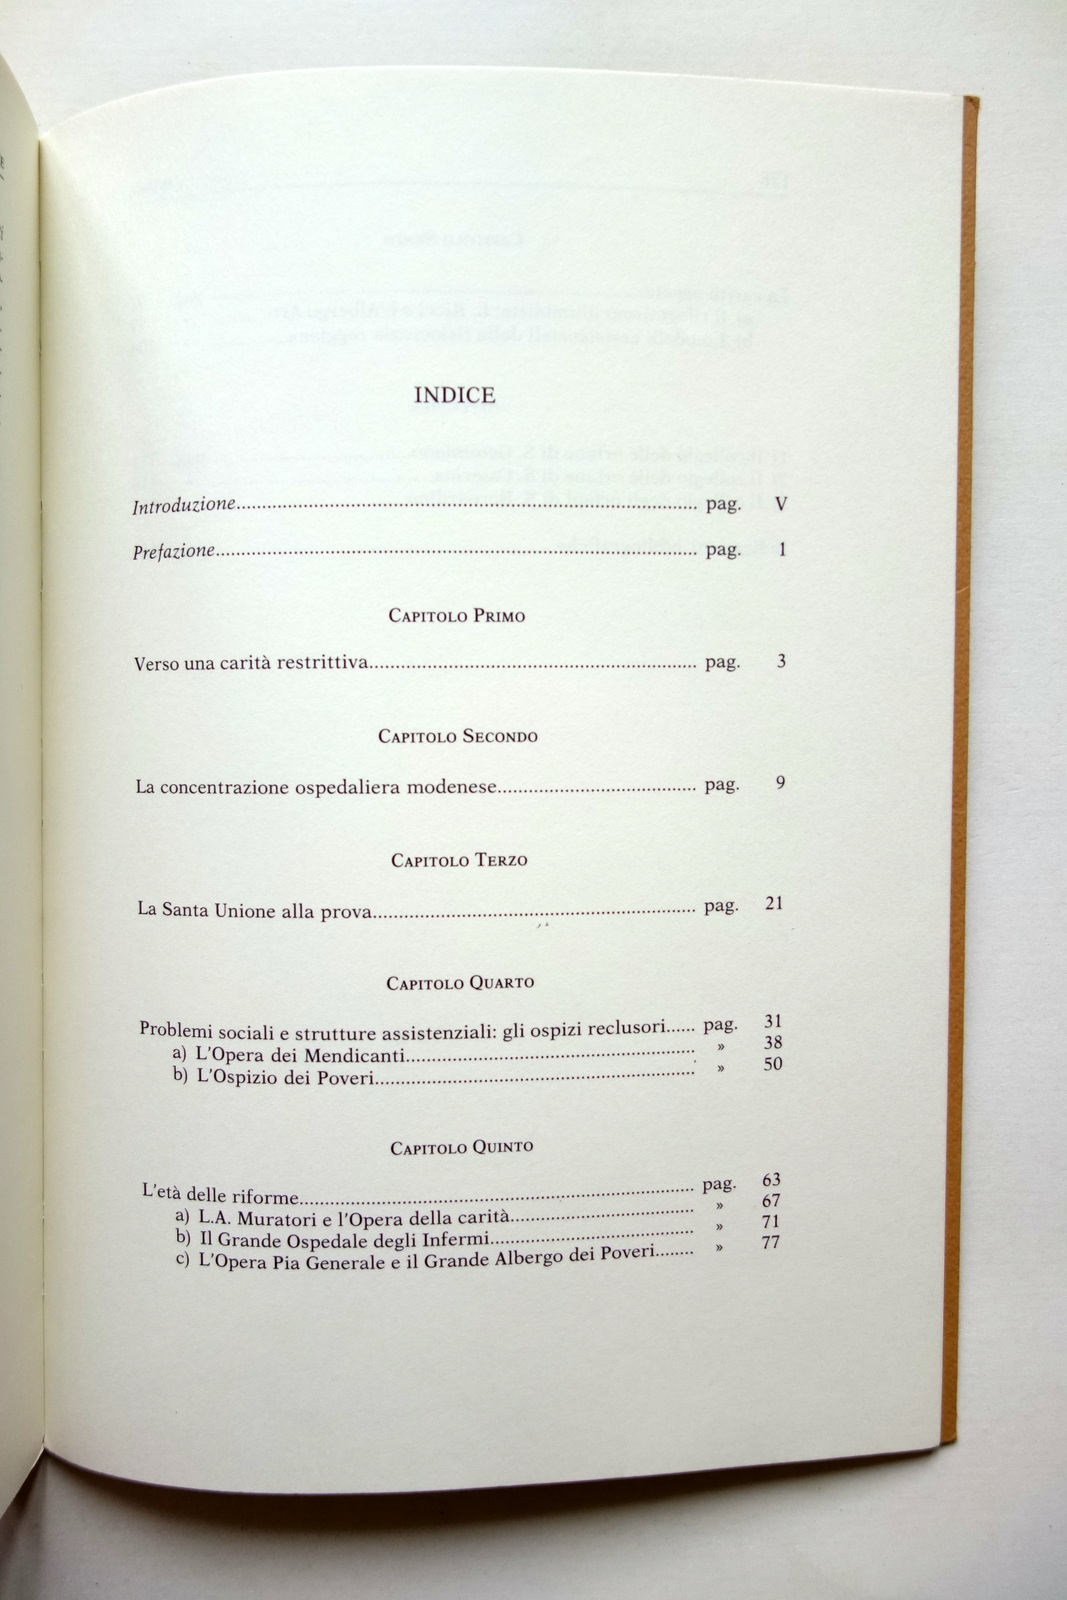 INDICE
Introduzione........................................ pag. V
Prefazione........................................ pag. 1
CAPITOLO PRIMO
Verso una carità restrittiva........................................ pag. 3
CAPITOLO SECONDO
La concentrazione ospedaliera modenese........................................ pag. 9
CAPITOLO TERZO
La Santa Unione alla prova........................................ pag. 21
CAPITOLO QUARTO
Problemi sociali e strutture assistenziali: gli ospizi reclusori...... pag. 31
a) L'Opera dei Mendicanti........................................ » 38
b) L'Ospizio dei Poveri........................................ » 50
CAPITOLO QUINTO
L'età delle riforme........................................ pag. 63
a) L.A. Muratori e l'Opera della carità........................................ » 67
b) Il Grande Ospedale degli Infermi........................................ » 71
c) L'Opera Pia Generale e il Grande Albergo dei Poveri........ » 77